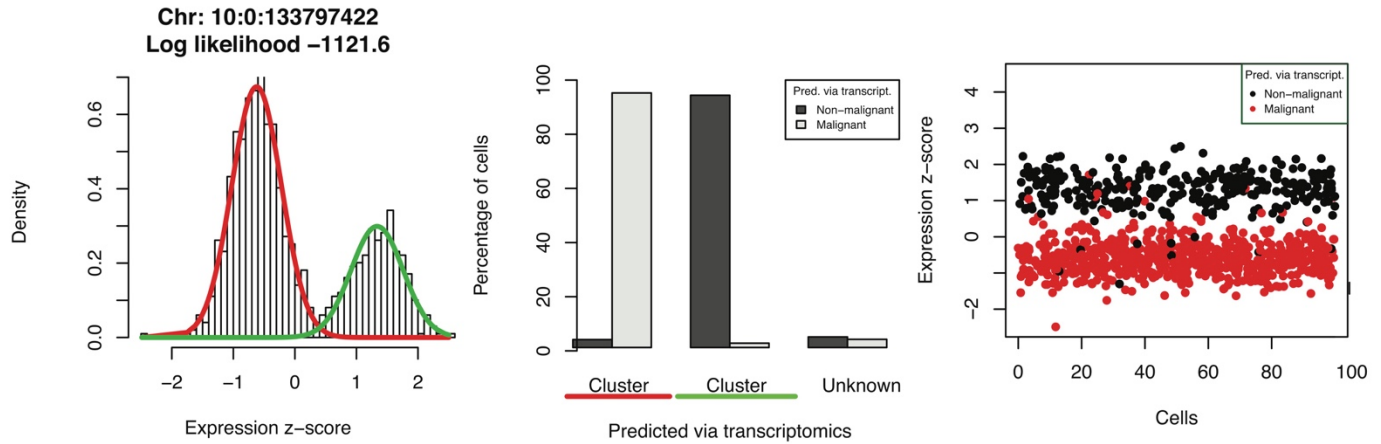 Chr: 10:0:133797422
Log likelihood −1121.6
Density
0.0
0.2
0.4
0.6
−2
−1
0
1
2
Expression z−score
Percentage of cells
0
20
40
60
80
100
Pred. via transcript.
Non−malignant
Malignant
Cluster
Cluster
Unknown
Predicted via transcriptomics
Expression z−score
4
3
2
1
0
−2
Pred. via transcript.
Non−malignant
Malignant
0
20
40
60
80
100
Cells